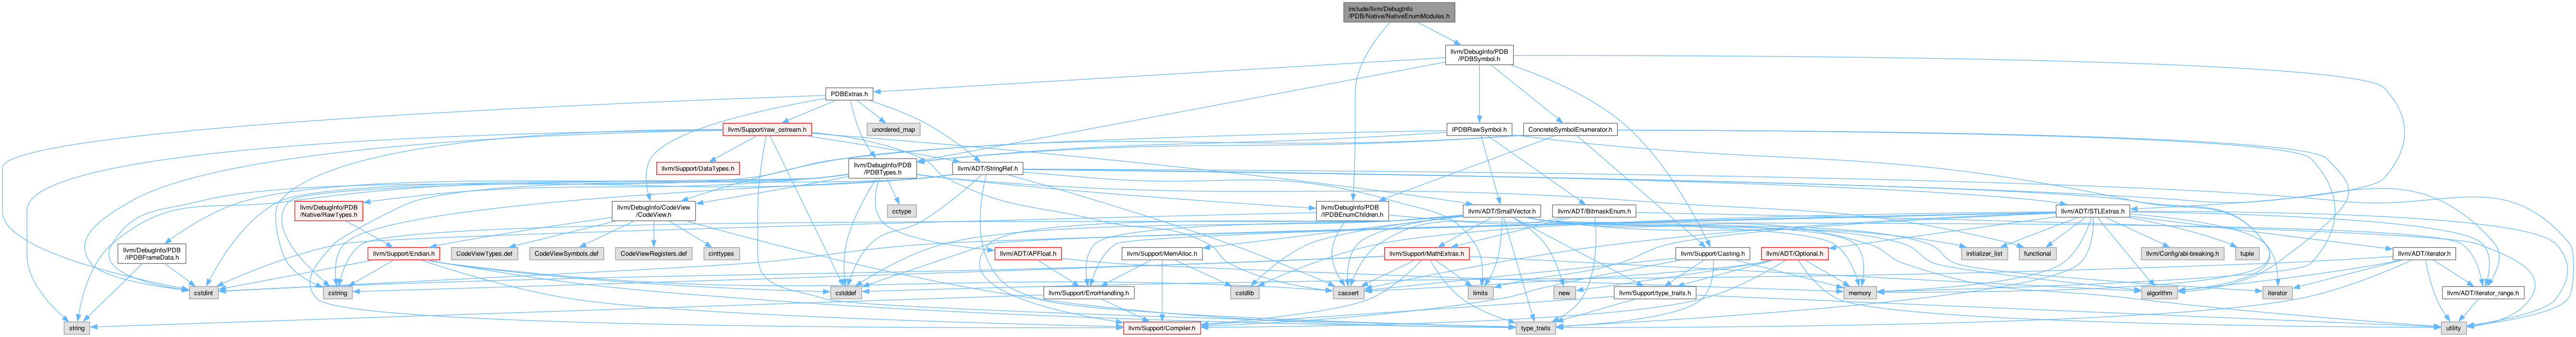 include/llvm/DebugInfo
/PDB/Native/NativeEnumModules.h
llvm/DebugInfo/PDB
/PDBSymbol.h
PDBExtras.h
llvm/Support/raw_ostream.h
unordered_map
IPDBRawSymbol.h
ConcreteSymbolEnumerator.h
llvm/Support/DataTypes.h
llvm/DebugInfo/PDB
/PDBTypes.h
llvm/ADT/StringRef.h
llvm/DebugInfo/PDB
/Native/RawTypes.h
llvm/DebugInfo/CodeView
/CodeView.h
cctype
llvm/DebugInfo/PDB
/IPDBEnumChildren.h
llvm/ADT/SmallVector.h
llvm/ADT/BitmaskEnum.h
llvm/ADT/STLExtras.h
llvm/DebugInfo/PDB
/IPDBFrameData.h
llvm/Support/Endian.h
CodeViewTypes.def
CodeViewSymbols.def
CodeViewRegisters.def
cinttypes
llvm/ADT/APFloat.h
llvm/Support/MemAlloc.h
llvm/Support/MathExtras.h
llvm/Support/Casting.h
llvm/ADT/Optional.h
initializer_list
functional
llvm/Config/abi-breaking.h
tuple
llvm/ADT/iterator.h
cstdint
cstring
cstddef
llvm/Support/ErrorHandling.h
cstdlib
cassert
limits
new
llvm/Support/type_traits.h
memory
algorithm
iterator
llvm/ADT/iterator_range.h
string
llvm/Support/Compiler.h
type_traits
utility